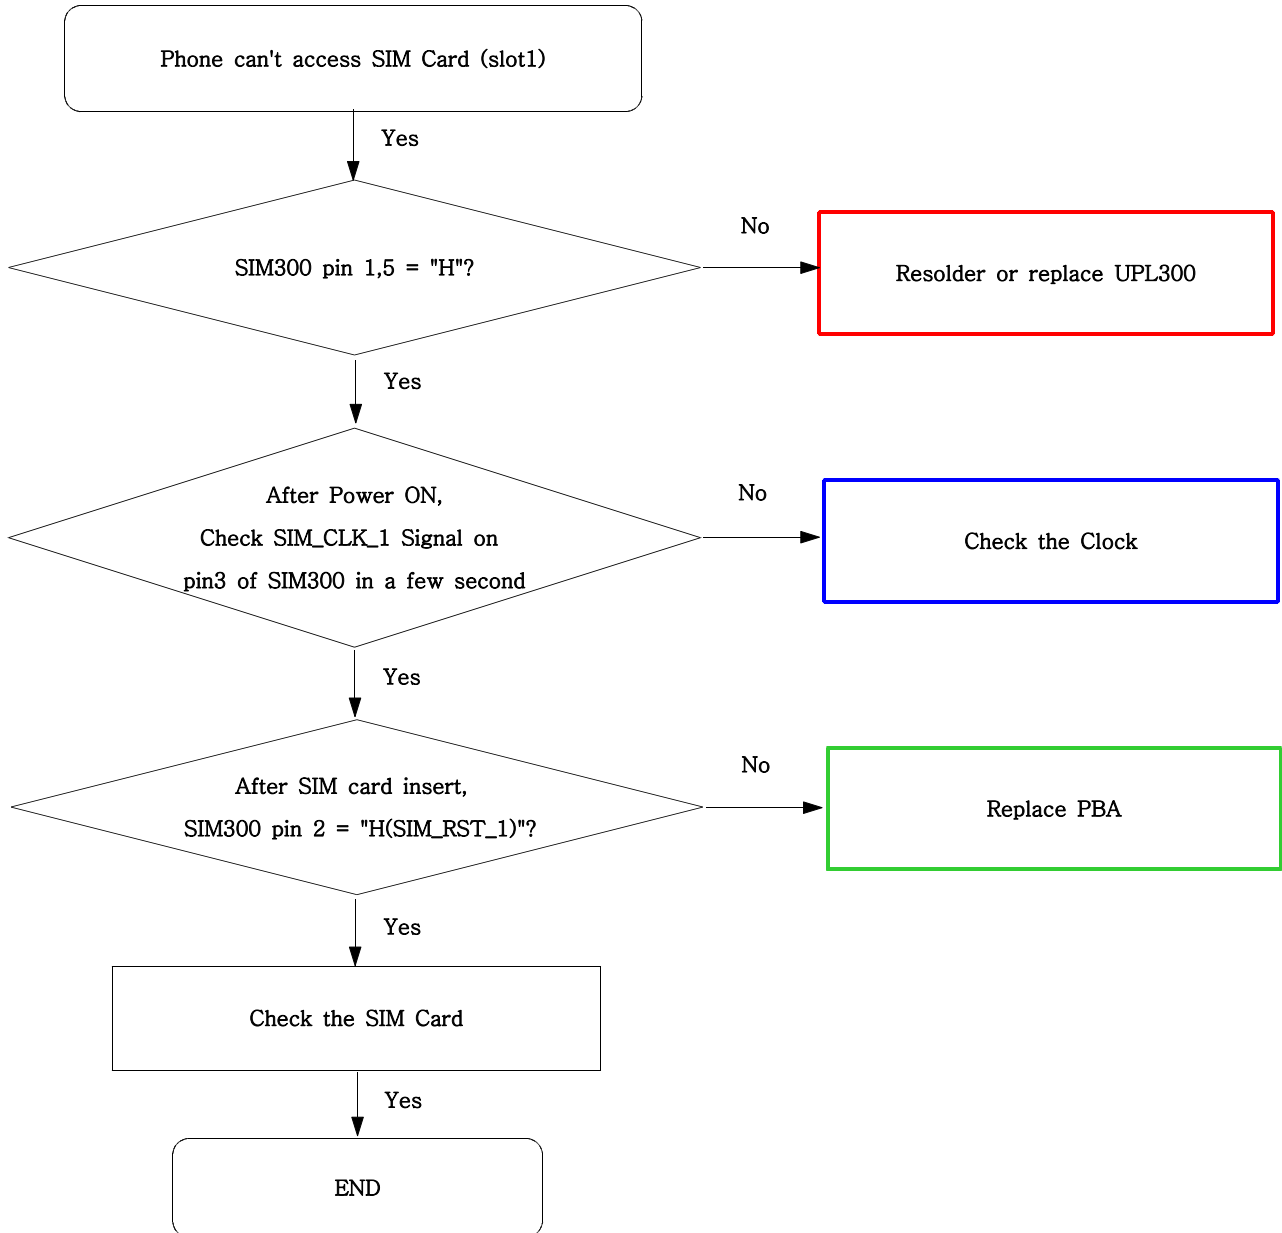 Phone can't access SIM Card (slot1)
Yes
No
SIM300 pin 1,5 = "H"?
Resolder or replace UPL300
Yes
After Power ON,
Check SIM_CLK_1 Signal on
pin3 of SIM300 in a few second
No
Check the Clock
Yes
After SIM card insert,
SIM300 pin 2 = "H(SIM_RST_1)"?
No
Replace PBA
Yes
Check the SIM Card
Yes
END